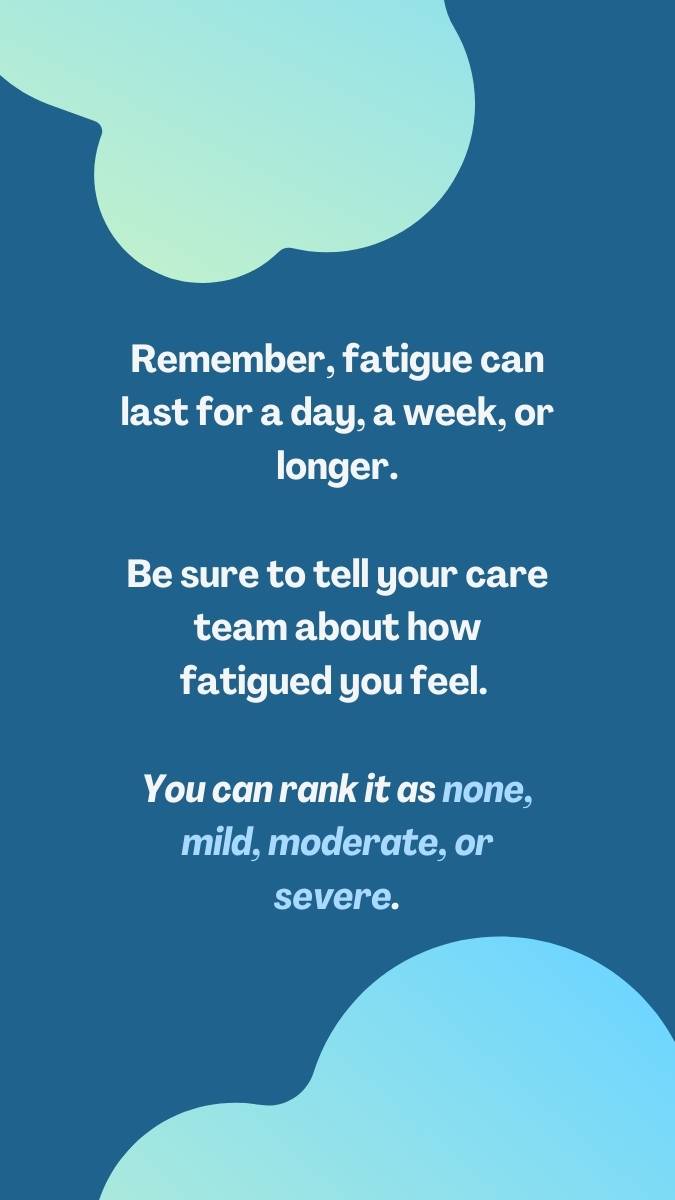 Remember, fatigue can
last for a day, a week, or
longer.
Be sure to tell your care
team about how
fatigued you feel.
You can rank it as none,
mild, moderate, or
severe.